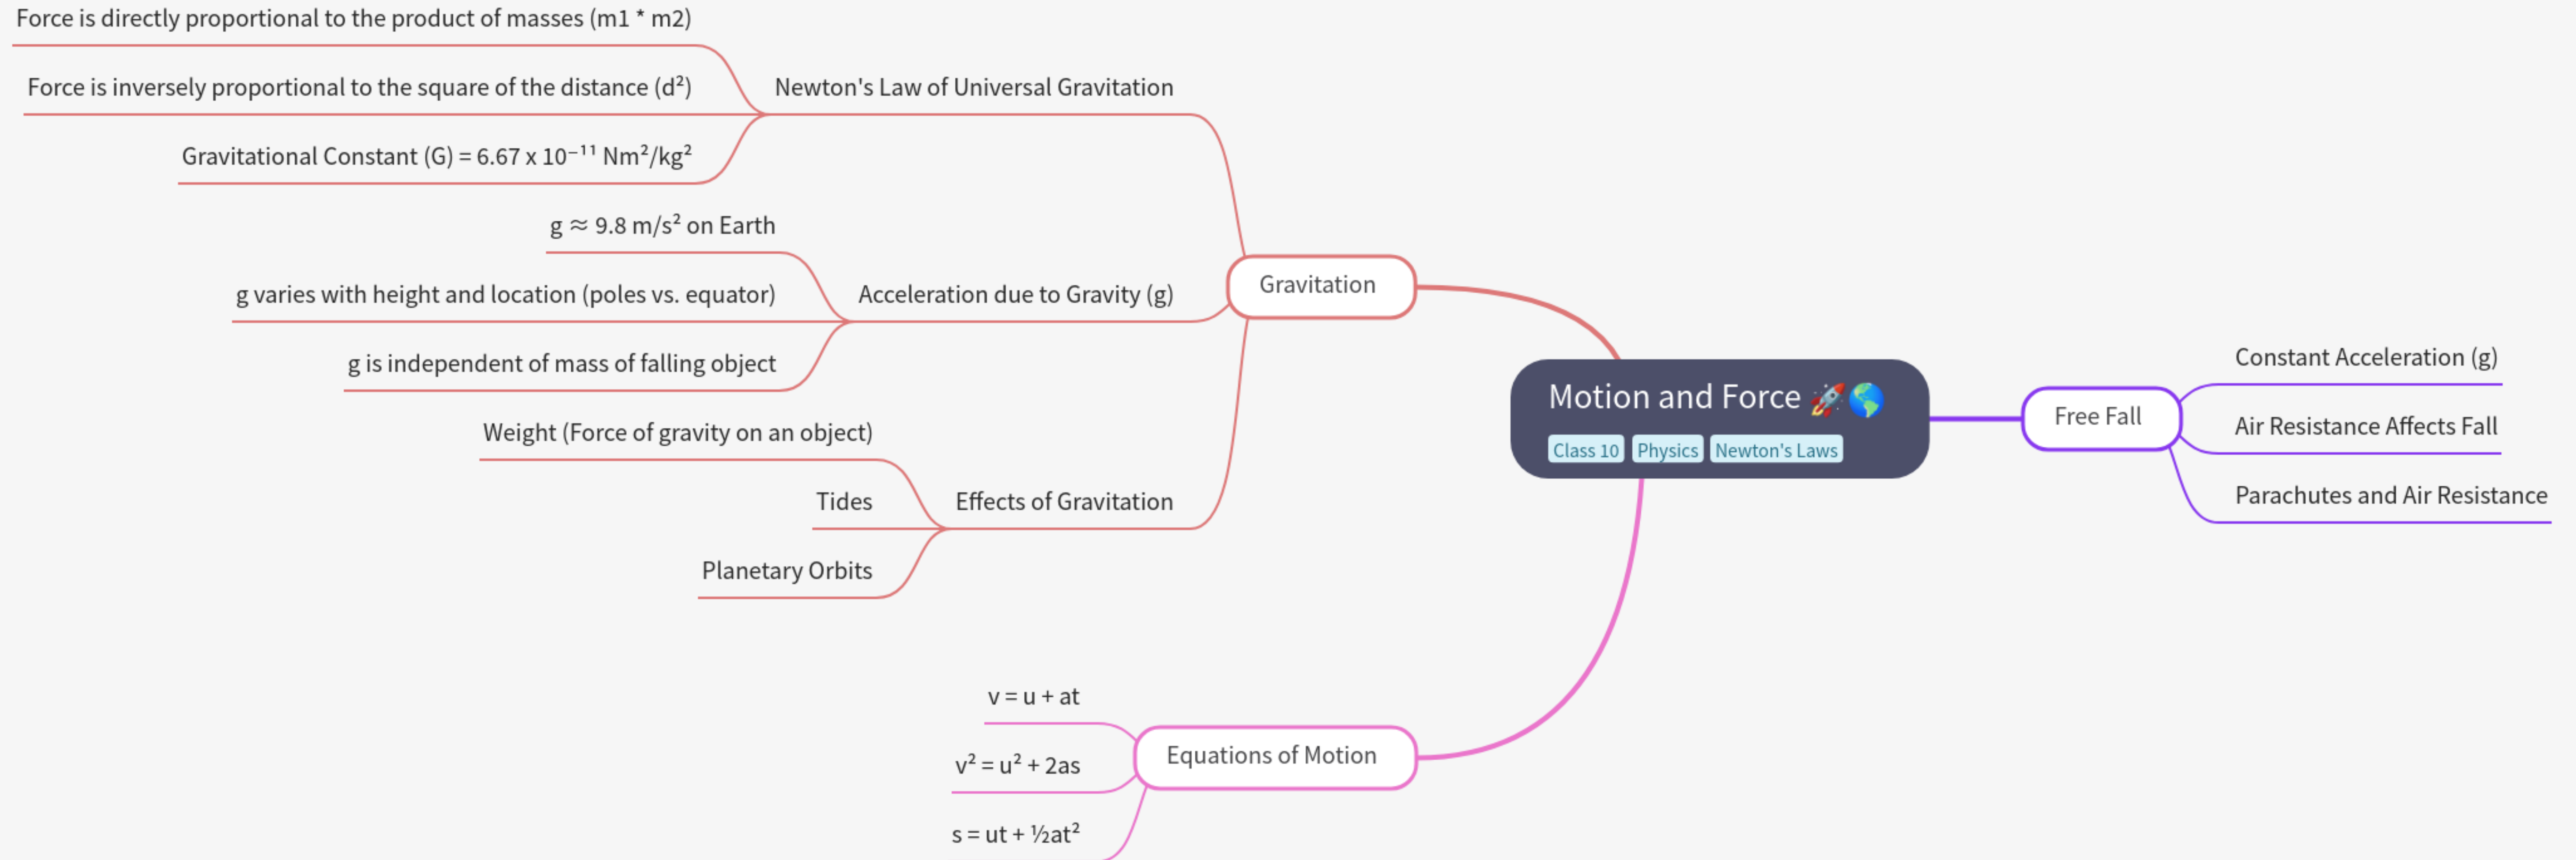 Motion and Force 🚀🌎
Class 10 Physics Newton's Laws
Gravitation
Newton's Law of Universal Gravitation
Force is directly proportional to the product of masses (m1 * m2)
Force is inversely proportional to the square of the distance (d²)
Gravitational Constant (G) = 6.67 x 10⁻¹¹ Nm²/kg²
Acceleration due to Gravity (g)
g ≈ 9.8 m/s² on Earth
g varies with height and location (poles vs. equator)
g is independent of mass of falling object
Effects of Gravitation
Weight (Force of gravity on an object)
Tides
Planetary Orbits
Equations of Motion
v = u + at
v² = u² + 2as
s = ut + ½at²
Free Fall
Constant Acceleration (g)
Air Resistance Affects Fall
Parachutes and Air Resistance